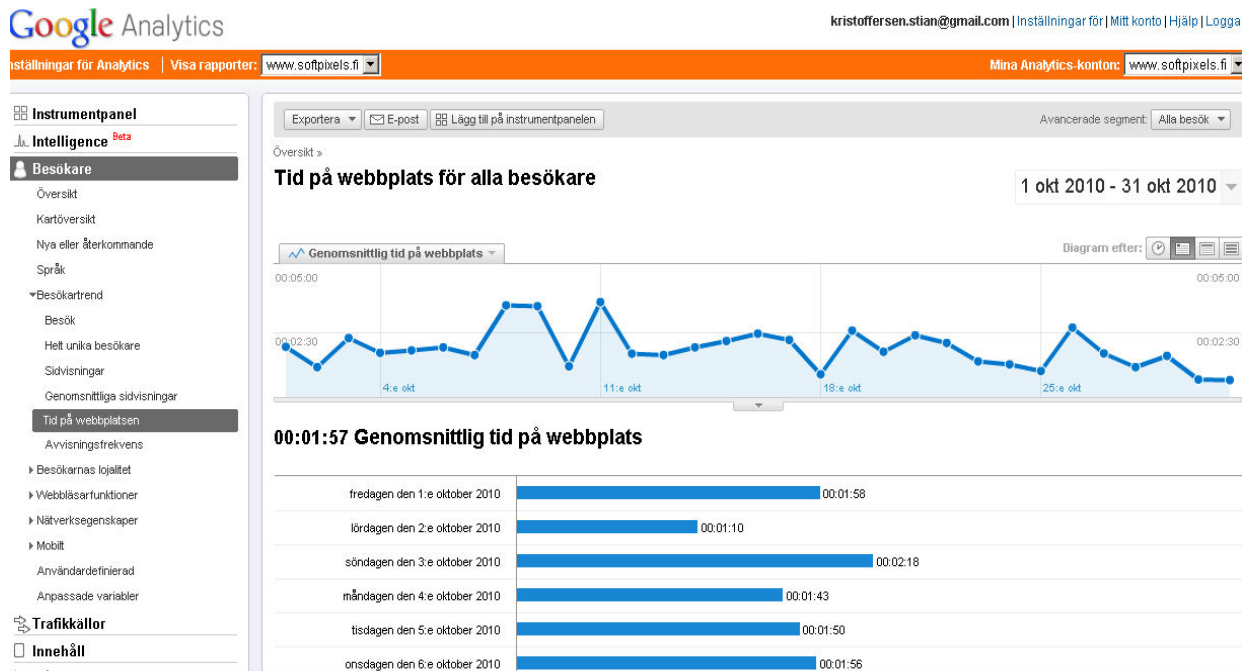 Google Analytics
kristoffersen.stian@gmail.com | Inställningar för | Mitt konto | Hjälp | Logga
nställningar för Analytics | Visa rapporter: www.softpixels.fi
Mina Analytics-konton: www.softpixels.fi
Instrumentpanel
Intelligence Beta
Besökare
Översikt
Kartöversikt
Nya eller återkommande
Språk
Besökartrend
Besök
Helt unika besökare
Sidvisningar
Genomsnittliga sidvisningar
Tid på webbplatsen
Avvisningsfrekvens
Besökarnas lojalitet
Webbläsarfunktioner
Nätverksegenskaper
Mobilt
Användardefinierad
Anpassade variabler
Trafikkällor
Innehåll
Exportera E-post Lägg till på instrumentpanelen
Avancerade segment: Alla besök
Översikt »
Tid på webbplats för alla besökare
1 okt 2010 - 31 okt 2010
Genomsnittlig tid på webbplats
Diagram efter:
00:05:00 00:05:00
00:02:30 00:02:30
4:e okt 11:e okt 18:e okt 25:e okt
00:01:57 Genomsnittlig tid på webbplats
fredagen den 1:e oktober 2010 00:01:58
lördagen den 2:e oktober 2010 00:01:10
söndagen den 3:e oktober 2010 00:02:18
måndagen den 4:e oktober 2010 00:01:43
tisdagen den 5:e oktober 2010 00:01:50
onsdagen den 6:e oktober 2010 00:01:56